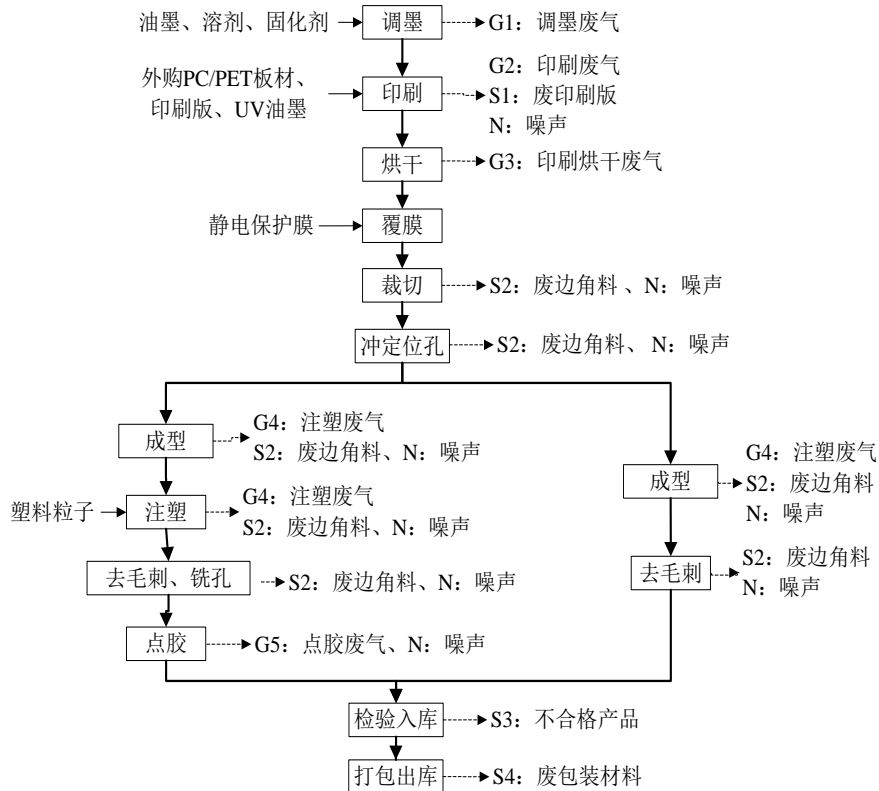 油墨、溶剂、固化剂
调墨
G1：调墨废气
外购PC/PET板材、
印刷版、UV油墨
印刷
G2：印刷废气
S1：废印刷版
N：噪声
烘干
G3：印刷烘干废气
静电保护膜
覆膜
裁切
S2：废边角料 、N：噪声
冲定位孔
S2：废边角料、 N：噪声
成型
G4：注塑废气
S2：废边角料、N：噪声
塑料粒子
注塑
G4：注塑废气
S2：废边角料、N：噪声
去毛刺、铣孔
S2：废边角料、N：噪声
点胶
G5：点胶废气、N：噪声
成型
G4：注塑废气
S2：废边角料
N：噪声
去毛刺
S2：废边角料
N：噪声
检验入库
S3：不合格产品
打包出库
S4：废包装材料